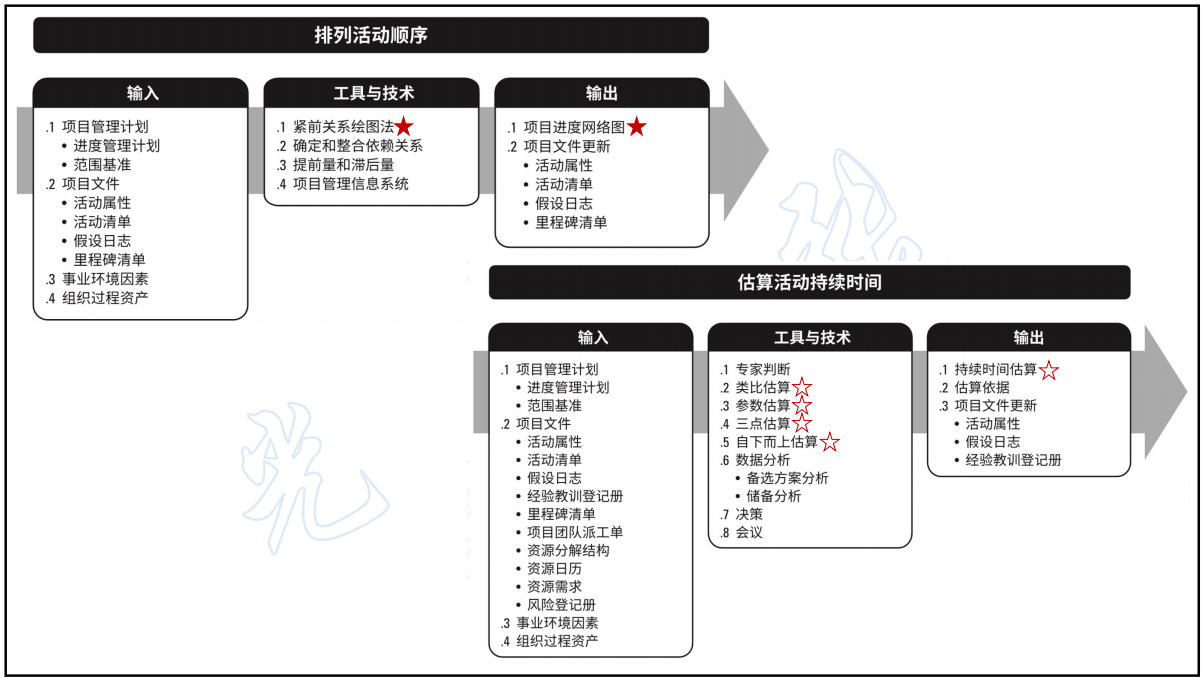 排列活动顺序
输入
.1 项目管理计划
• 进度管理计划
• 范围基准
.2 项目文件
• 活动属性
• 活动清单
• 假设日志
• 里程碑清单
.3 事业环境因素
.4 组织过程资产
工具与技术
.1 紧前关系绘图法
.2 确定和整合依赖关系
.3 提前量和滞后量
.4 项目管理信息系统
输出
.1 项目进度网络图
.2 项目文件更新
• 活动属性
• 活动清单
• 假设日志
• 里程碑清单
估算活动持续时间
输入
.1 项目管理计划
• 进度管理计划
• 范围基准
.2 项目文件
• 活动属性
• 活动清单
• 假设日志
• 经验教训登记册
• 里程碑清单
• 项目团队派工单
• 资源分解结构
• 资源日历
• 资源需求
• 风险登记册
.3 事业环境因素
.4 组织过程资产
工具与技术
.1 专家判断
.2 类比估算
.3 参数估算
.4 三点估算
.5 自下而上估算
.6 数据分析
• 备选方案分析
• 储备分析
.7 决策
.8 会议
输出
.1 持续时间估算
.2 估算依据
.3 项目文件更新
• 活动属性
• 假设日志
• 经验教训登记册